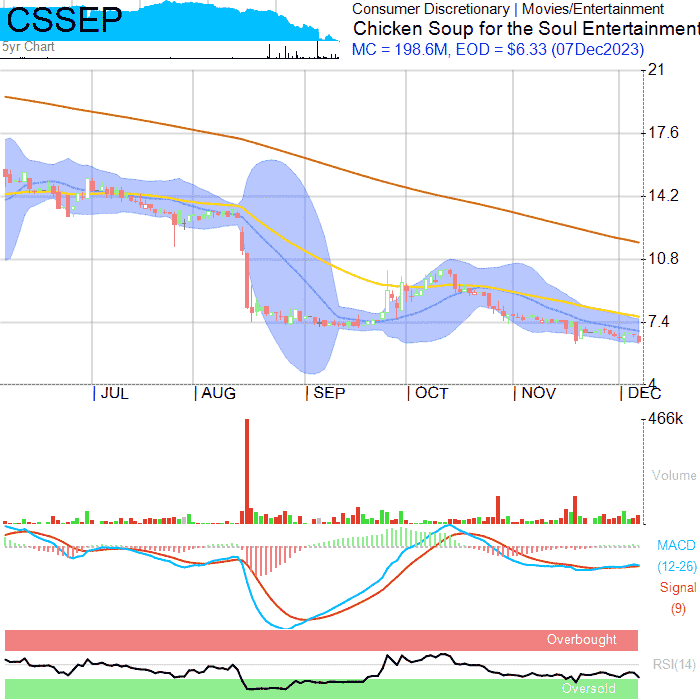 CSSEP
5yr Chart
Consumer Discretionary | Movies/Entertainment
Chicken Soup for the Soul Entertainment
MC = 198.6M, EOD = $6.33 (07Dec2023)
21
17.6
14.2
10.8
7.4
4
JUL
AUG
SEP
OCT
NOV
DEC
466k
Volume
MACD
(12-26)
Signal
(9)
Overbought
RSI(14)
Oversold